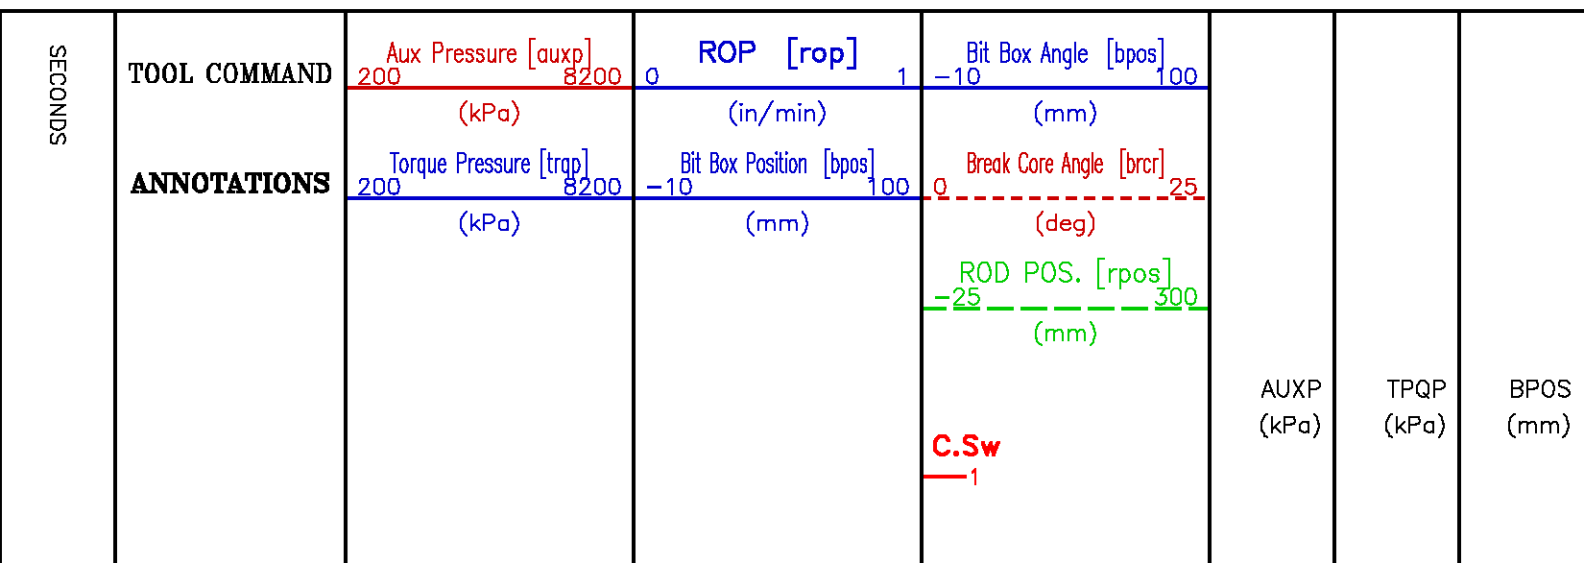 SECONDS
TOOL COMMAND
ANNOTATIONS
Aux Pressure [auxp]
200 8200
(kPa)
Torque Pressure [trqp]
200 8200
(kPa)
ROP [rop]
0 1
(in/min)
Bit Box Position [bpos]
-10 100
(mm)
Bit Box Angle [bpos]
-10 100
(mm)
Break Core Angle [brcr]
0 25
(deg)
ROD POS. [rpos]
-25 300
(mm)
C.Sw
1
AUXP
(kPa)
TPQP
(kPa)
BPOS
(mm)